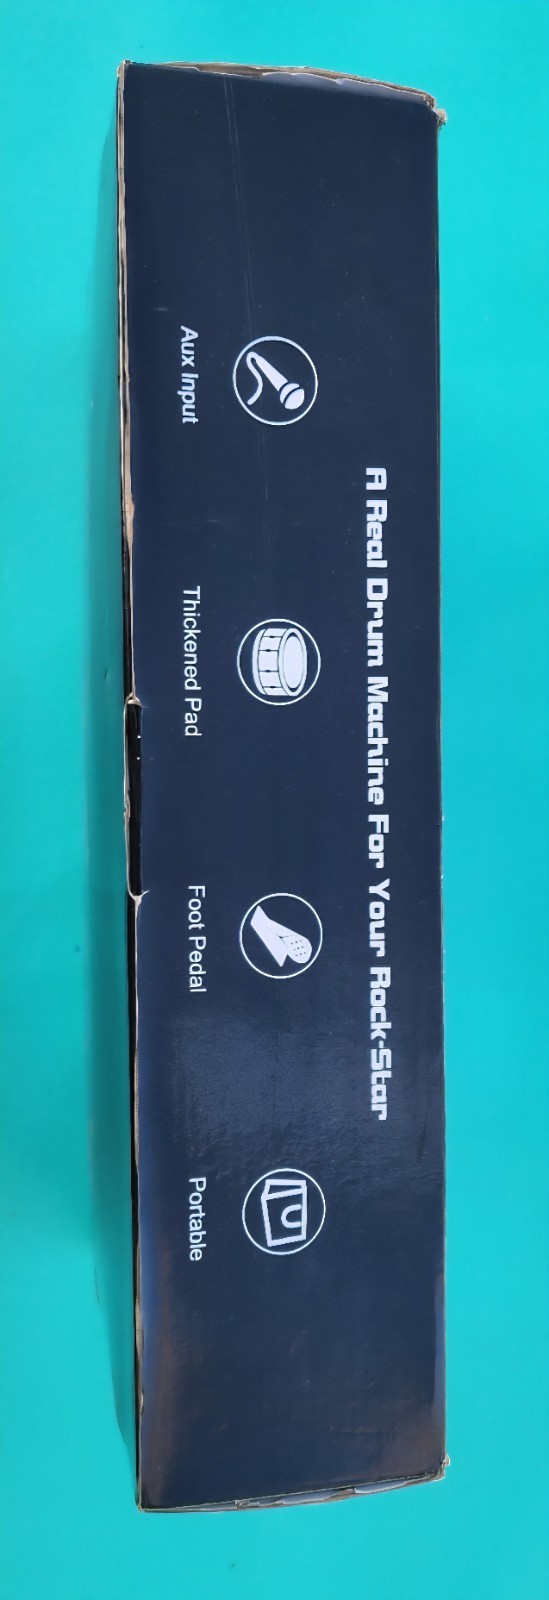 A Real Drum Machine For Your Rock-Star
Aux Input
Thickened Pad
Foot Pedal
Portable